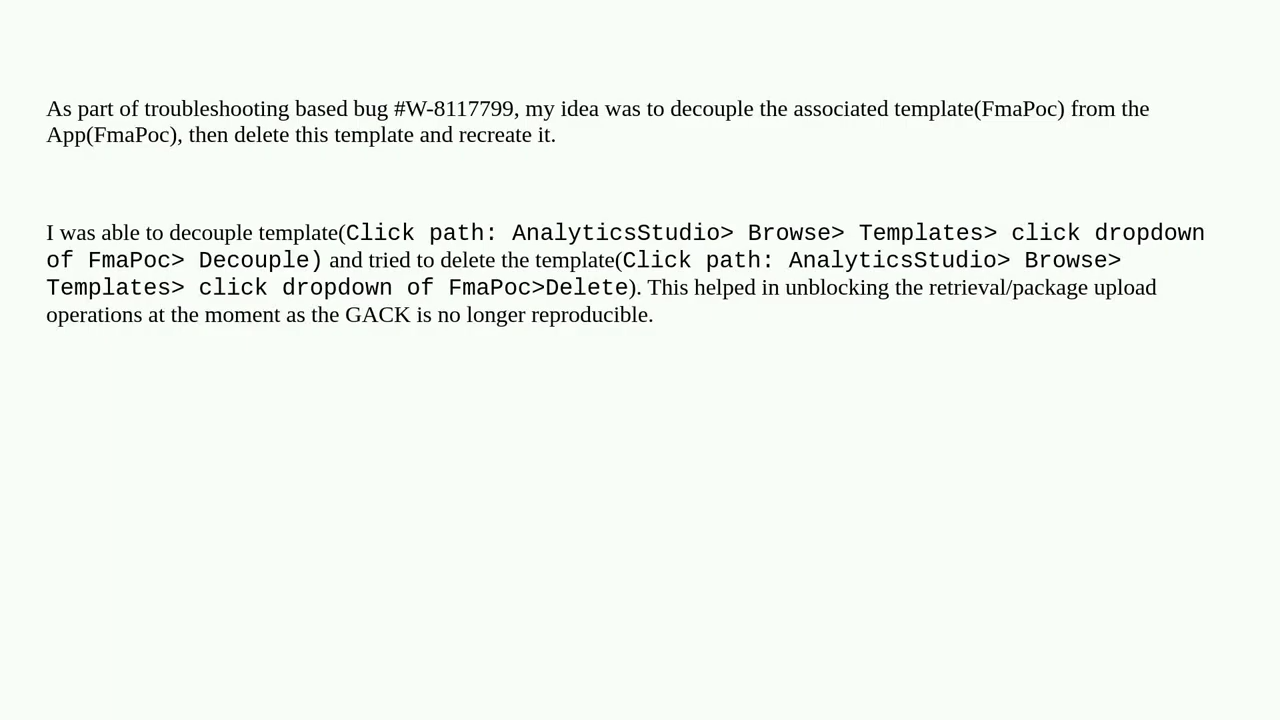 As part of troubleshooting based bug #W-8117799, my idea was to decouple the associated template(FmaPoc) from the
App(FmaPoc), then delete this template and recreate it.
I was able to decouple template(Click path: AnalyticsStudio> Browse> Templates> click dropdown
of FmaPoc> Decouple) and tried to delete the template(Click path: AnalyticsStudio> Browse>
Templates> click dropdown of FmaPoc>Delete). This helped in unblocking the retrieval/package upload
operations at the moment as the GACK is no longer reproducible.